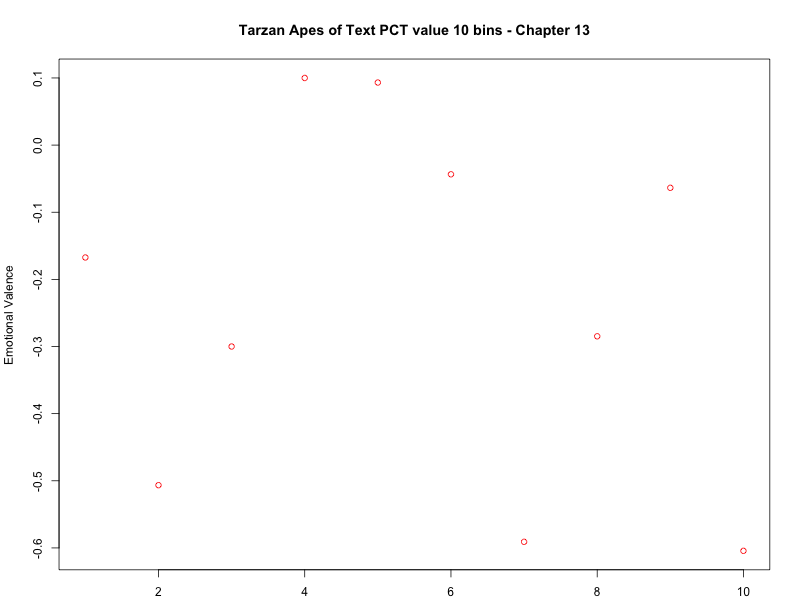 Tarzan Apes of Text PCT value 10 bins - Chapter 13
Emotional Valence
0.1
0.0
-0.1
-0.2
-0.3
-0.4
-0.5
-0.6
2 4 6 8 10